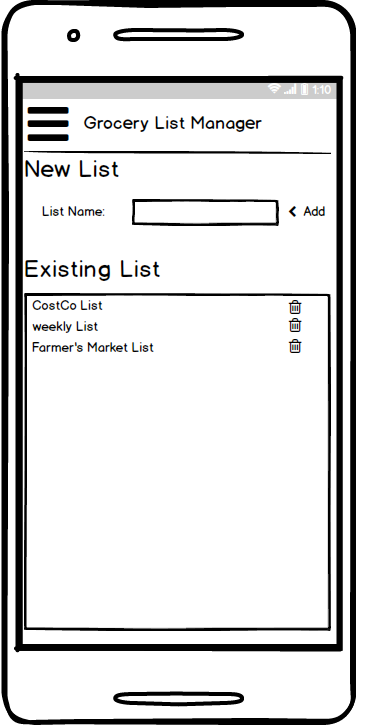 1:10
Grocery List Manager
New List
List Name: Add
Existing List
CostCo List
weekly List
Farmer's Market List